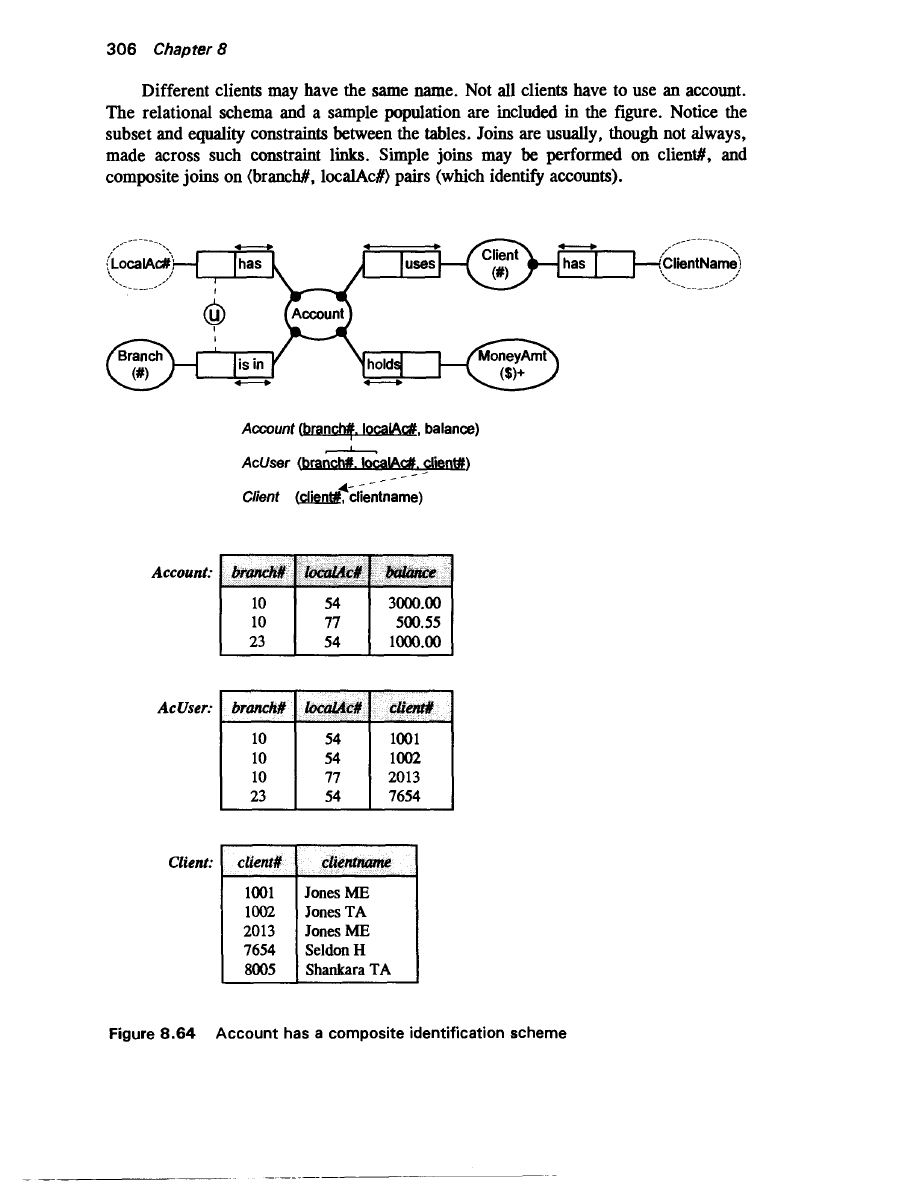 306 Chapter 8
Different clients may have the same name. Not all clients have to use an account.
The relational schema and a sample population are included in the figure. Notice the
subset and equality constraints between the tables. Joins are usually, though not always,
made across such constraint links. Simple joins may be performed on client#, and
composite joins on (branch#, localAc#) pairs (which identify accounts).
LocalAc# has uses Client (#) has ClientName
U Account
Branch (#) is in holds MoneyAmt ($)+
Account (branch#, localAc#, balance)
AcUser (branch#, localAc#, client#)
Client (client#, clientname)
Account: branch# localAc# balance
10 54 3000.00
10 77 500.55
23 54 1000.00
AcUser: branch# localAc# client#
10 54 1001
10 54 1002
10 77 2013
23 54 7654
Client: client# clientname
1001 Jones ME
1002 Jones TA
2013 Jones ME
7654 Seldon H
8005 Shankara TA
Figure 8.64 Account has a composite identification scheme